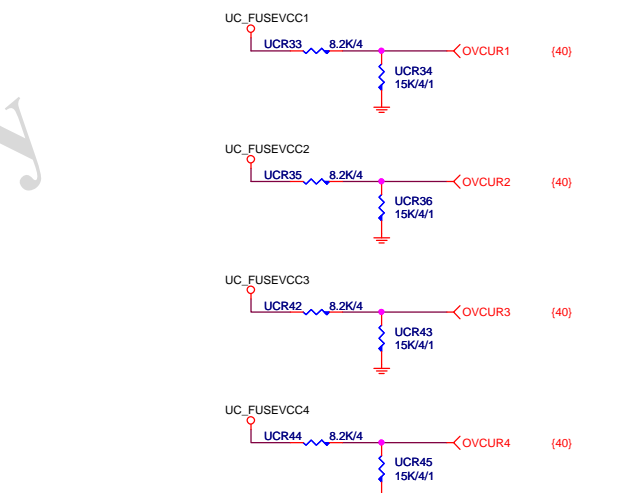 UC_FUSEVCC1
UCR33 8.2K/4
OVCUR1 {40}
UCR34
15K/4/1
UC_FUSEVCC2
UCR35 8.2K/4
OVCUR2 {40}
UCR36
15K/4/1
UC_FUSEVCC3
UCR42 8.2K/4
OVCUR3 {40}
UCR43
15K/4/1
UC_FUSEVCC4
UCR44 8.2K/4
OVCUR4 {40}
UCR45
15K/4/1
y